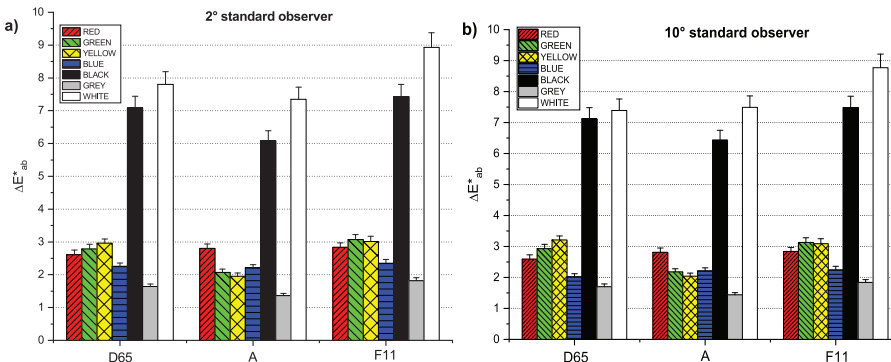 a)
2° standard observer
RED
GREEN
YELLOW
BLUE
BLACK
GREY
WHITE
10
9
8
7
6
5
4
3
2
1
0
ΔE*ab
D65 A F11
b)
10° standard observer
RED
GREEN
YELLOW
BLUE
BLACK
GREY
WHITE
10
9
8
7
6
5
4
3
2
1
0
ΔE*ab
D65 A F11